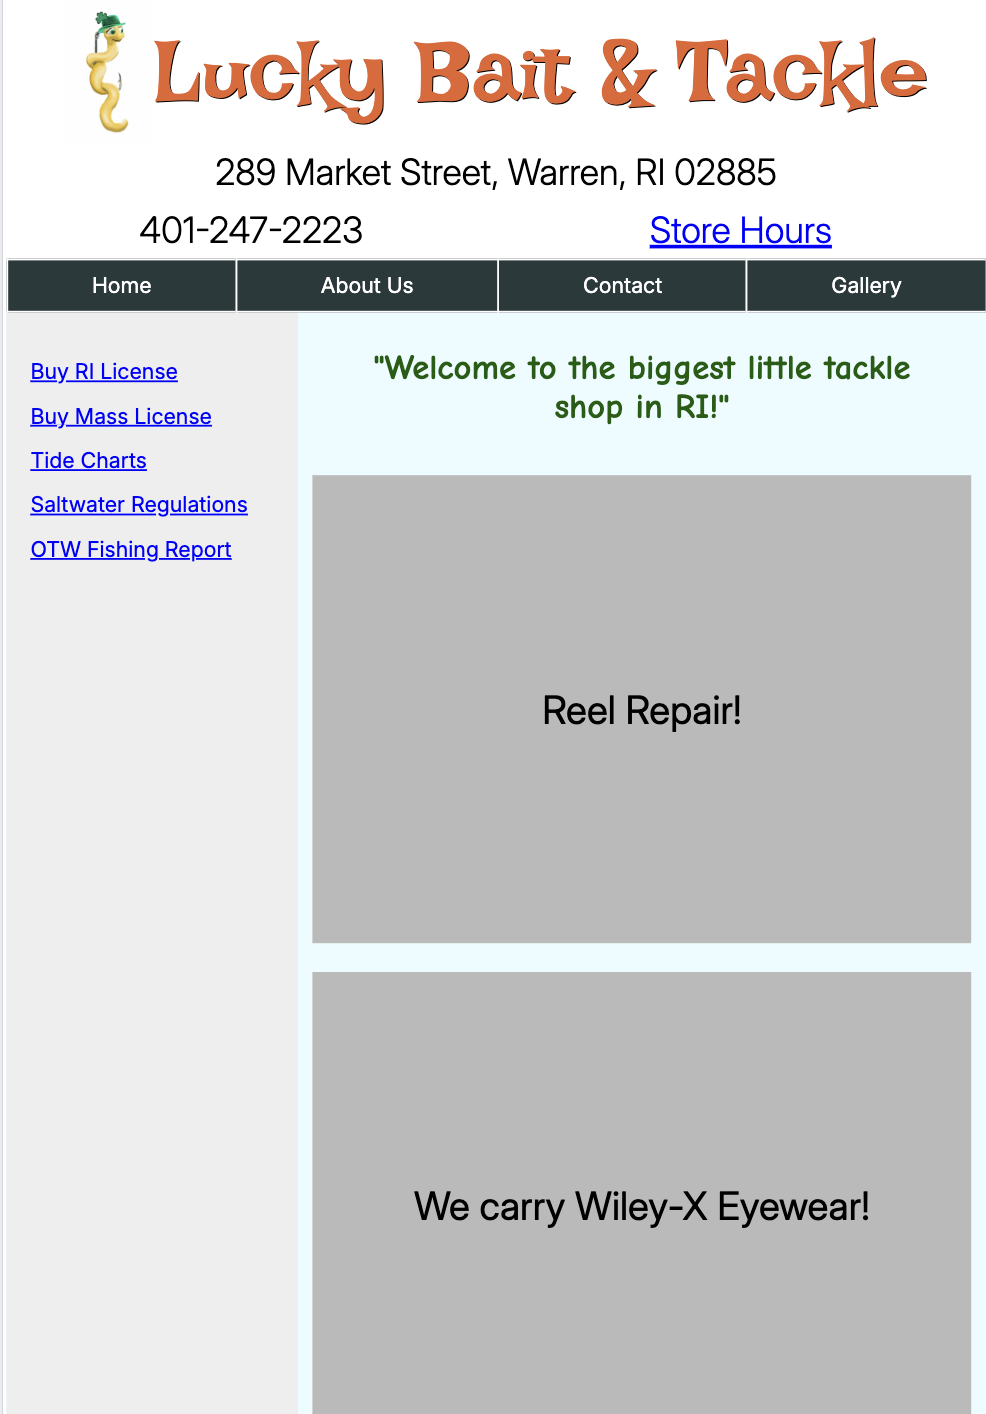 Lucky Bait & Tackle
289 Market Street, Warren, RI 02885
401-247-2223 Store Hours
Home About Us Contact Gallery
Buy RI License
Buy Mass License
Tide Charts
Saltwater Regulations
OTW Fishing Report
"Welcome to the biggest little tackle
shop in RI!"
Reel Repair!
We carry Wiley-X Eyewear!